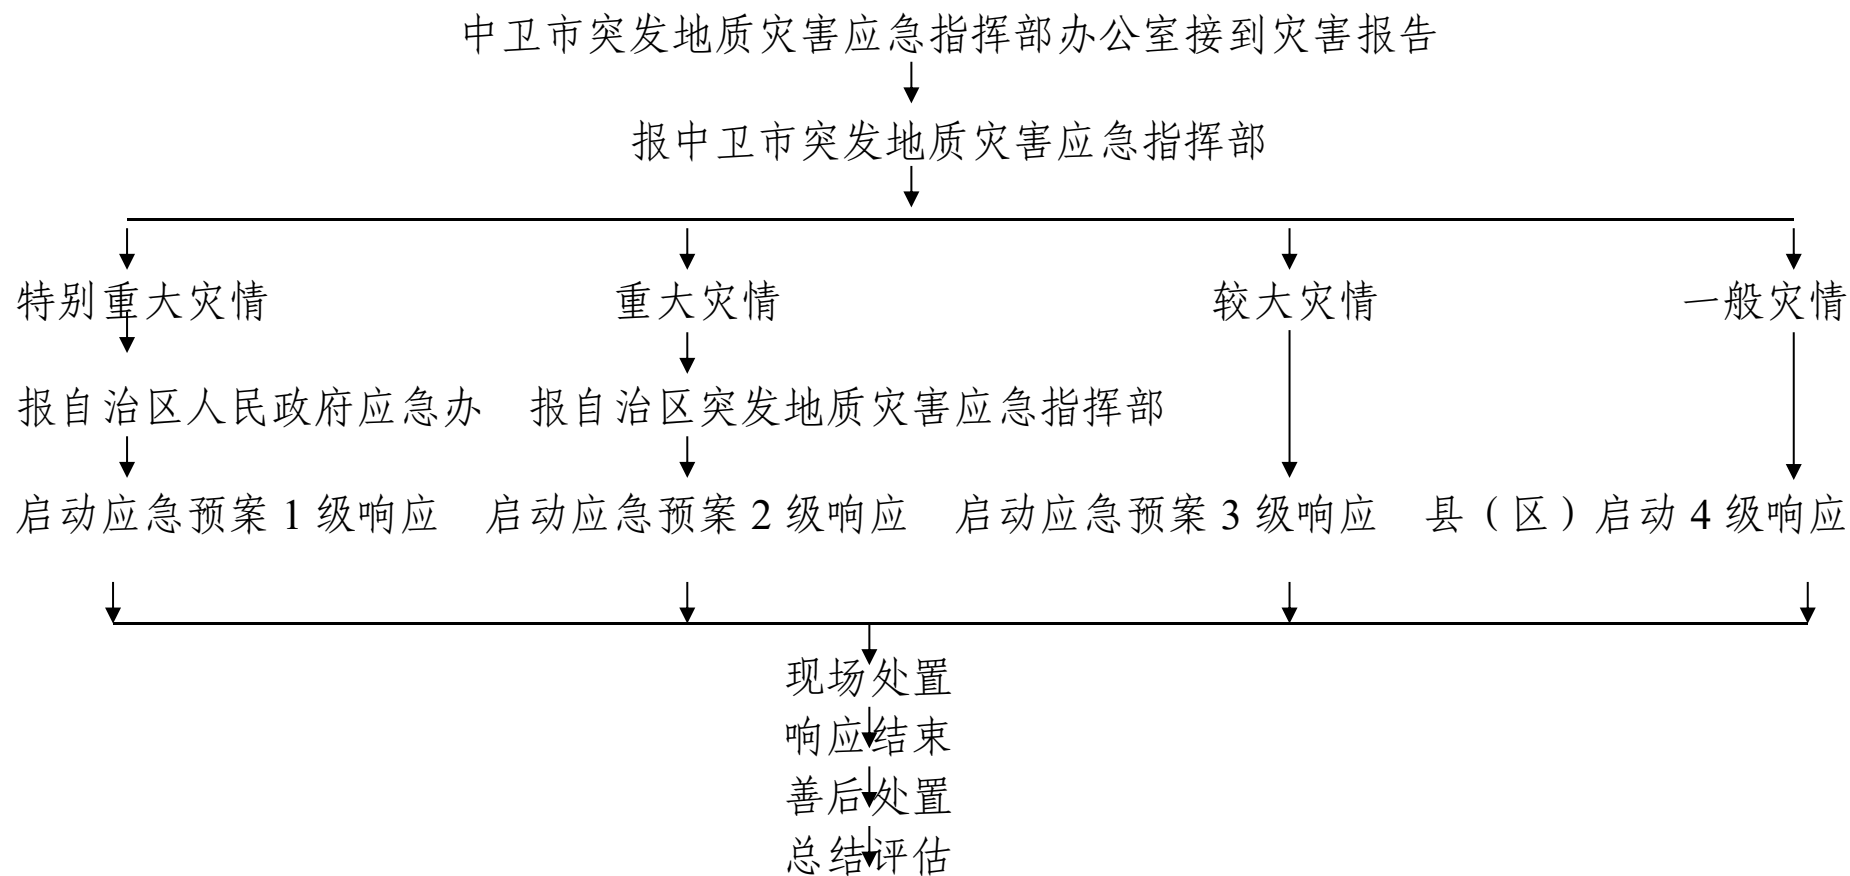 中卫市突发地质灾害应急指挥部办公室接到灾害报告
报中卫市突发地质灾害应急指挥部
特别重大灾情 重大灾情 较大灾情 一般灾情
报自治区人民政府应急办 报自治区突发地质灾害应急指挥部
启动应急预案 1 级响应 启动应急预案 2 级响应 启动应急预案 3 级响应 县（区）启动 4 级响应
现场处置
响应结束
善后处置
总结评估